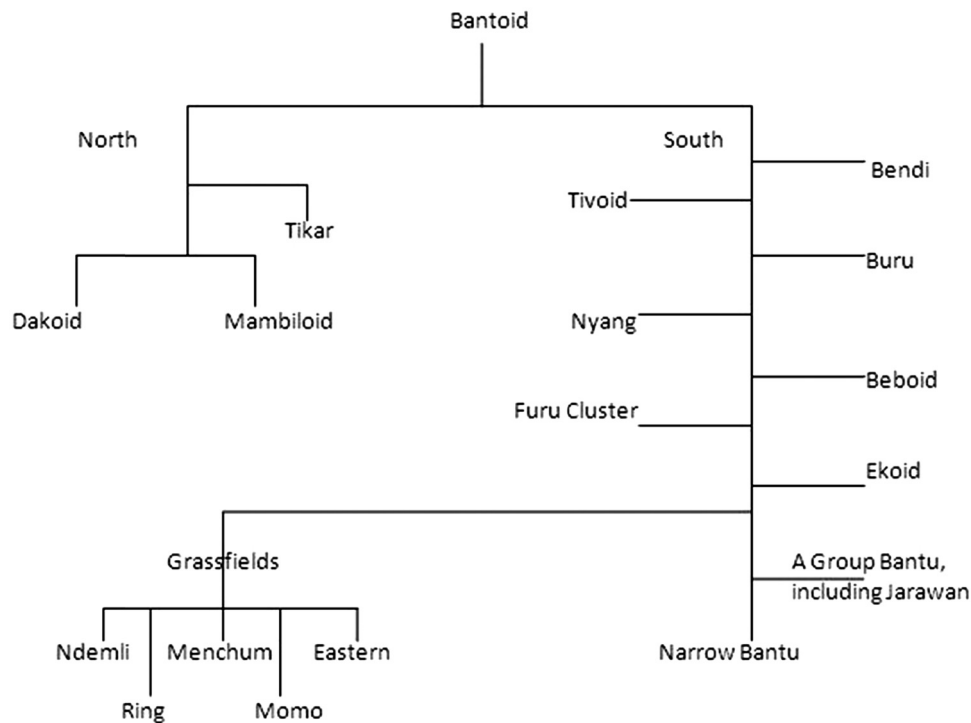 Bantoid
North
South
Bendi
Tivoid
Tikar
Buru
Dakoid
Mambiloid
Nyang
Beboid
Furu Cluster
Ekoid
Grassfields
A Group Bantu,
including Jarawan
Ndemli
Menchum
Eastern
Narrow Bantu
Ring
Momo